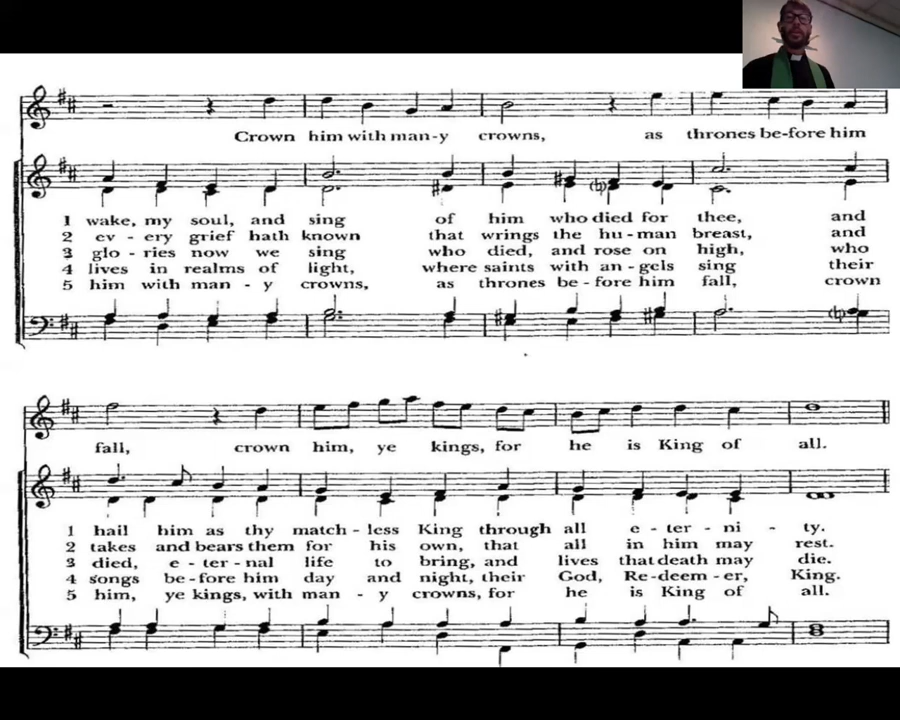 Crown him with man-y crowns, as thrones be-fore him
1 wake, my soul, and sing of him who died for thee, and
2 ev - ery grief hath known that wrings the hu - man breast, and
3 glo - ries now we sing who died, and rose on high, who
4 lives in realms of light, where saints with an - gels sing their
5 him with man - y crowns, as thrones be - fore him fall, crown
fall, crown him, ye kings, for he is King of all.
1 hail him as thy match - less King through all e - ter - ni - ty.
2 takes and bears them for his own, that all in him may rest.
3 died, e - ter - nal life to bring, and lives that death may die.
4 songs be - fore him day and night, their God, Re - deem - er, King.
5 him, ye kings, with man - y crowns, for he is King of all.